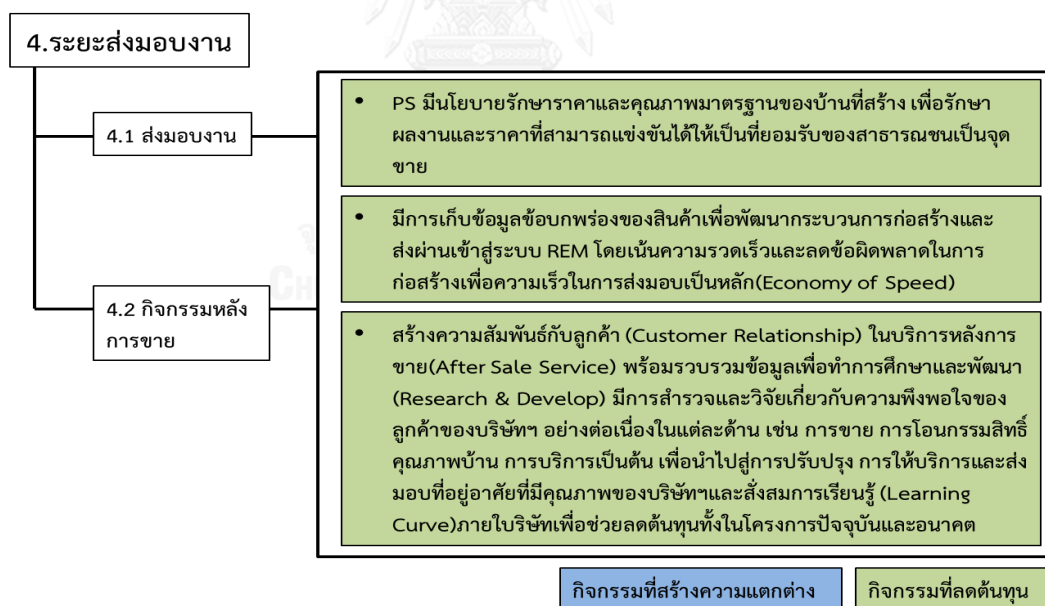 4.ระยะส่งมอบงาน
4.1 ส่งมอบงาน
• PS มีนโยบายรักษาราคาและคุณภาพมาตรฐานของบ้านที่สร้าง เพื่อรักษา
ผลงานและราคาที่สามารถแข่งขันได้ให้เป็นที่ยอมรับของสาธารณชนเป็นจุด
ขาย
• มีการเก็บข้อมูลข้อบกพร่องของสินค้าเพื่อพัฒนากระบวนการก่อสร้างและ
ส่งผ่านเข้าสู่ระบบ REM โดยเน้นความรวดเร็วและลดข้อผิดพลาดในการ
ก่อสร้างเพื่อความเร็วในการส่งมอบเป็นหลัก(Economy of Speed)
4.2 กิจกรรมหลัง
การขาย
• สร้างความสัมพันธ์กับลูกค้า (Customer Relationship) ในบริการหลังการ
ขาย(After Sale Service) พร้อมรวบรวมข้อมูลเพื่อทำการศึกษาและพัฒนา
(Research & Develop) มีการสำรวจและวิจัยเกี่ยวกับความพึงพอใจของ
ลูกค้าของบริษัทฯ อย่างต่อเนื่องในแต่ละด้าน เช่น การขาย การโอนกรรมสิทธิ์
คุณภาพบ้าน การบริการเป็นต้น เพื่อนำไปสู่การปรับปรุง การให้บริการและส่ง
มอบที่อยู่อาศัยที่มีคุณภาพของบริษัทฯและสั่งสมการเรียนรู้ (Learning
Curve)ภายใบริษัทเพื่อช่วยลดต้นทุนทั้งในโครงการปัจจุบันและอนาคต
กิจกรรมที่สร้างความแตกต่าง
กิจกรรมที่ลดต้นทุน